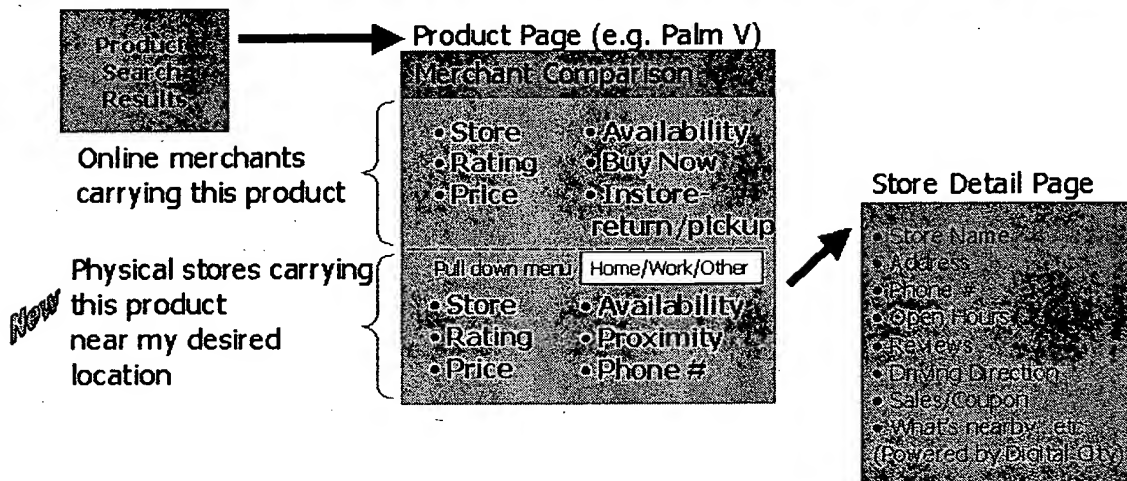 Product
Search
Results
Product Page (e.g. Palm V)
Merchant Comparison
Online merchants
carrying this product
• Store
• Rating
• Price
• Availability
• Buy Now
• Instore-
return/pickup
New
Physical stores carrying
this product
near my desired
location
Pull down menu
Home/Work/Other
• Store
• Rating
• Price
• Availability
• Proximity
• Phone #
Store Detail Page
• Store Name
• Address
• Phone #
• Open Hours
• Reviews
• Driving Direction
• Sales/Coupon
• What's nearby, etc
(Powered by Digital City)